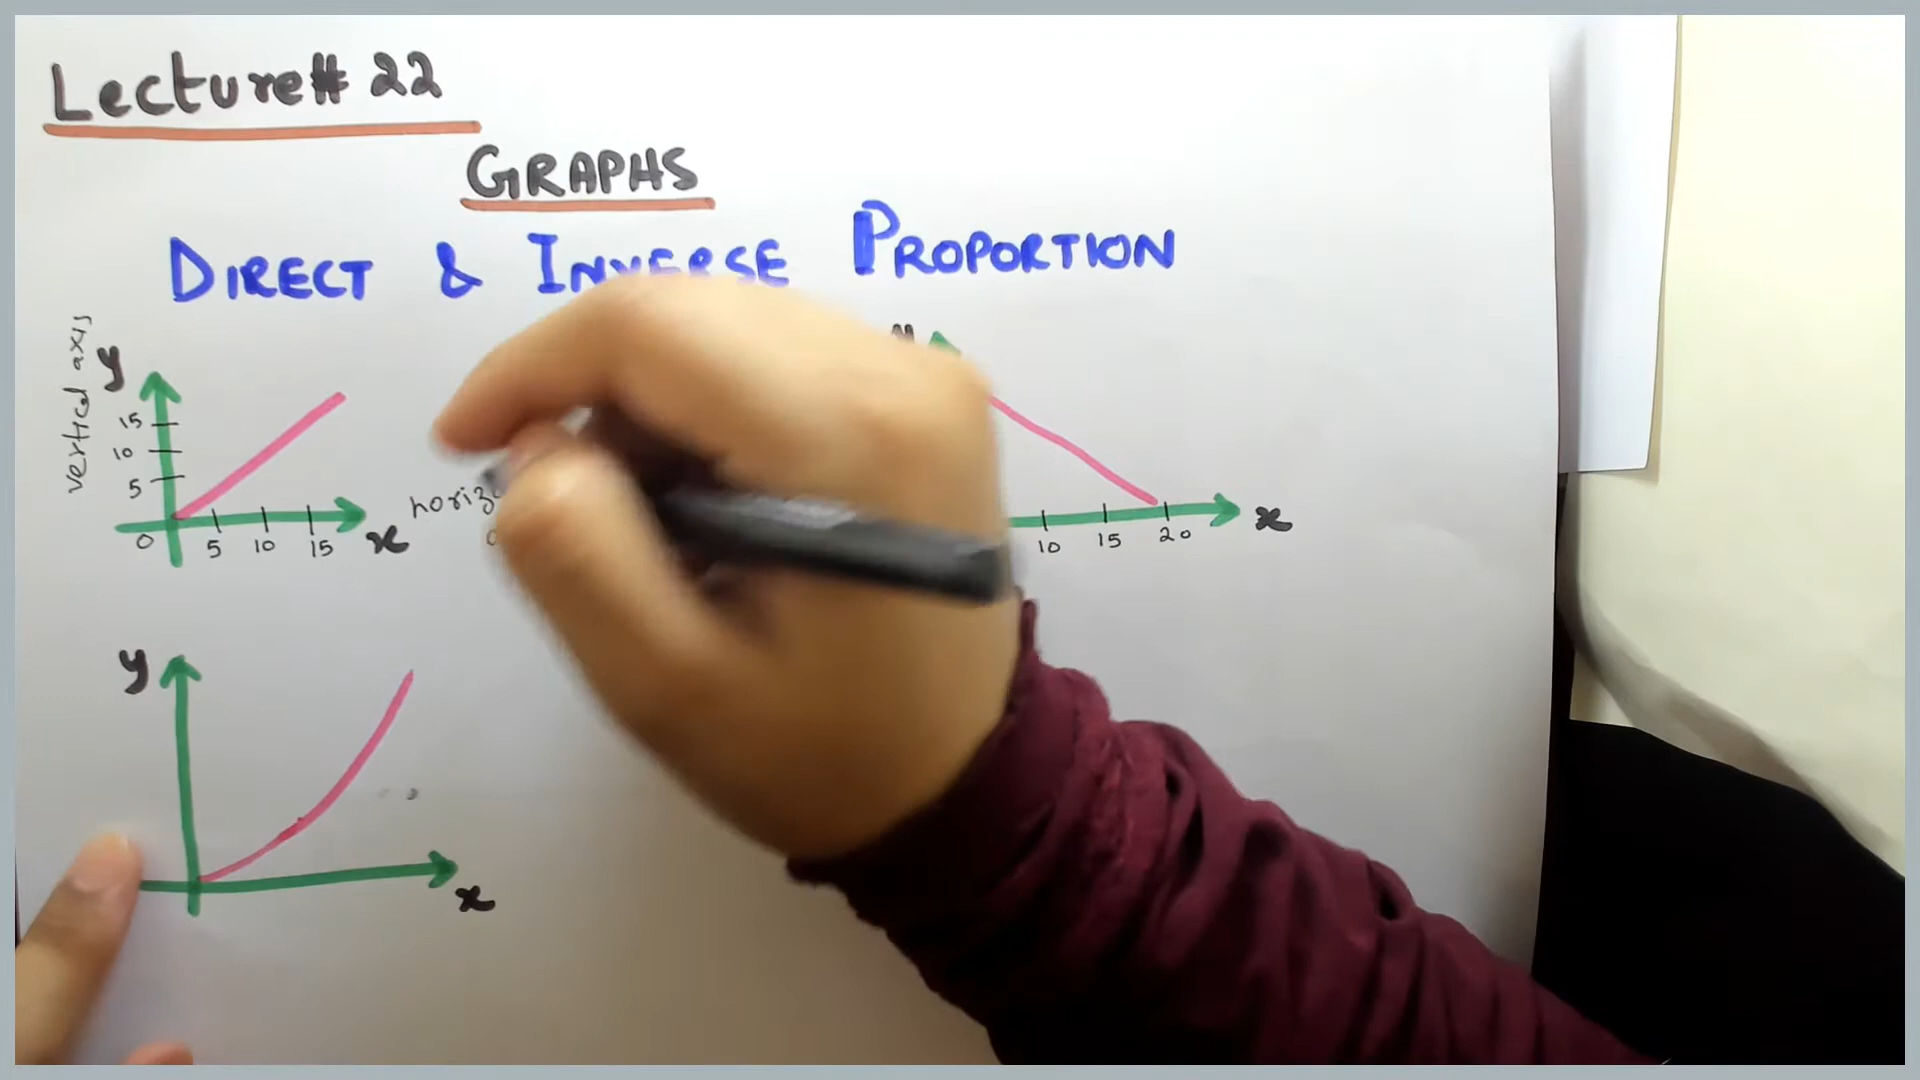 Lecture# 22
GRAPHS
DIRECT & INVERSE PROPORTION
vertical axis
y
15
10
5
0 5 10 15 x
10 15 20 x
y
x